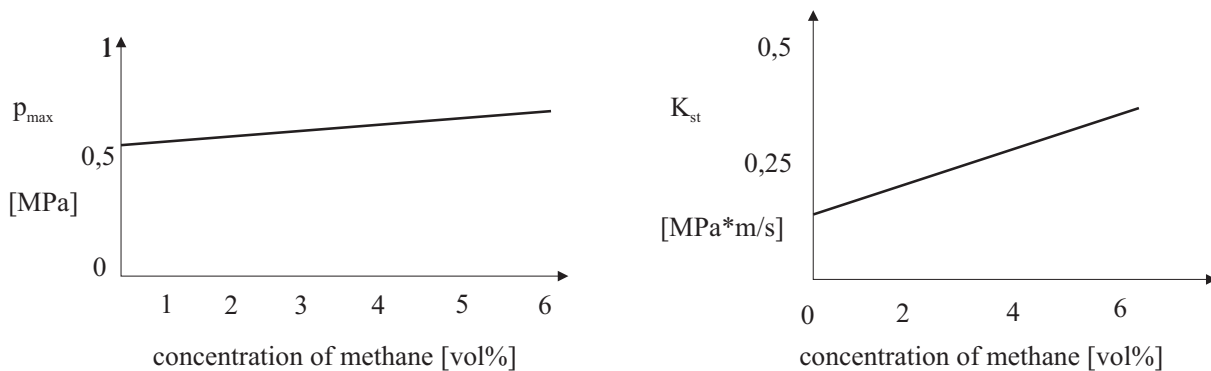 1
p_max
0,5
[MPa]
0
1 2 3 4 5 6
concentration of methane [vol%]
0,5
K_st
0,25
[MPa*m/s]
0 2 4 6
concentration of methane [vol%]